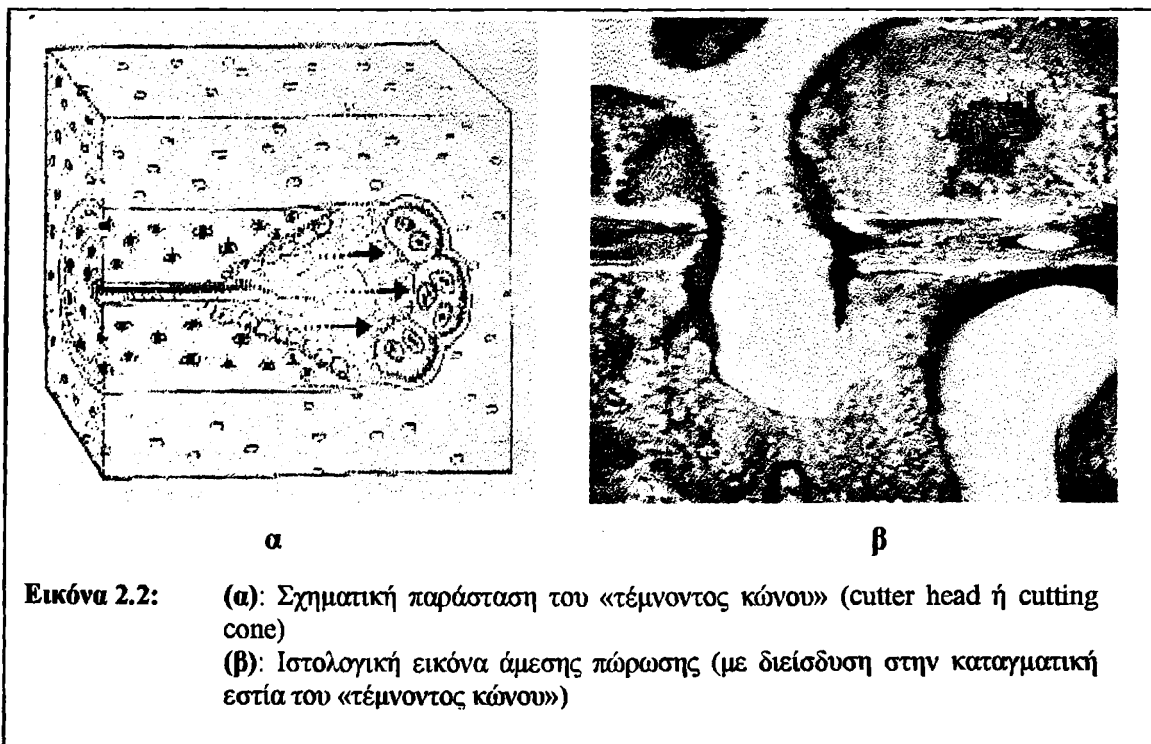 α
β
Εικόνα 2.2: (α): Σχηματική παράσταση του «τέμνοντος κώνου» (cutter head ή cutting
cone)
(β): Ιστολογική εικόνα άμεσης πώρωσης (με διείσδυση στην καταγματική
εστία του «τέμνοντος κώνου»)